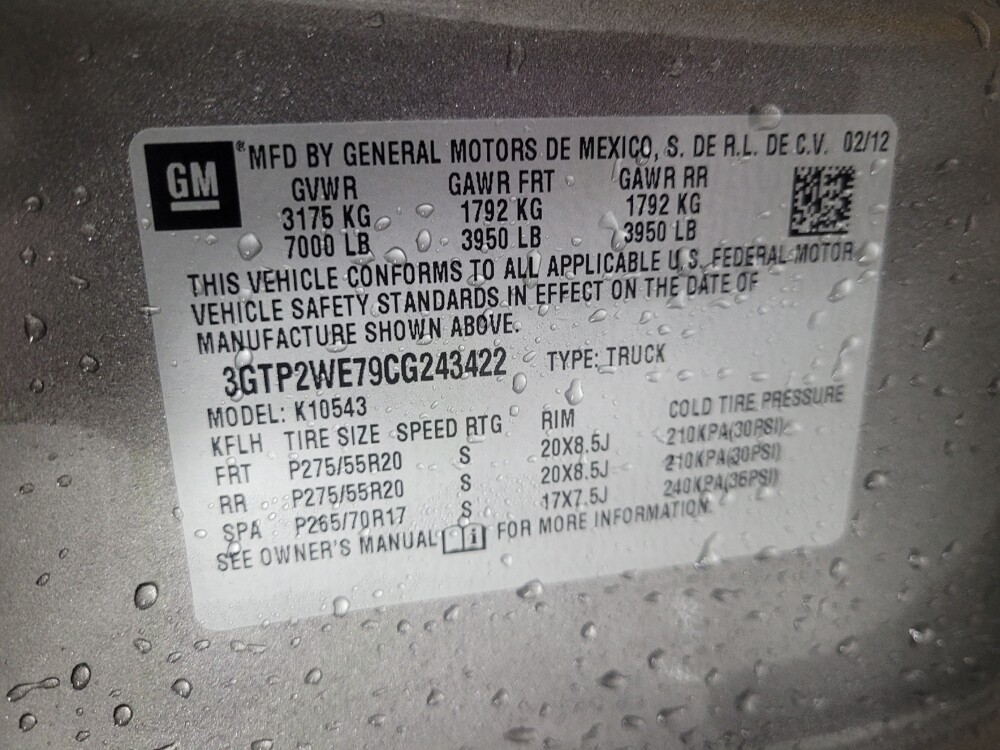 GM ® MFD BY GENERAL MOTORS DE MEXICO, S. DE R.L. DE C.V. 02/12
GVWR GAWR FRT GAWR RR
3175 KG 1792 KG 1792 KG
7000 LB 3950 LB 3950 LB
THIS VEHICLE CONFORMS TO ALL APPLICABLE U.S. FEDERAL MOTOR
VEHICLE SAFETY STANDARDS IN EFFECT ON THE DATE OF
MANUFACTURE SHOWN ABOVE.
3GTP2WE79CG243422 TYPE: TRUCK
MODEL: K10543
KFLH TIRE SIZE SPEED RTG RIM COLD TIRE PRESSURE
FRT P275/55R20 S 20X8.5J 210KPA(30PSI)
RR P275/55R20 S 20X8.5J 210KPA(30PSI)
SPA P265/70R17 S 17X7.5J 240KPA(35PSI)
SEE OWNER'S MANUAL i FOR MORE INFORMATION.